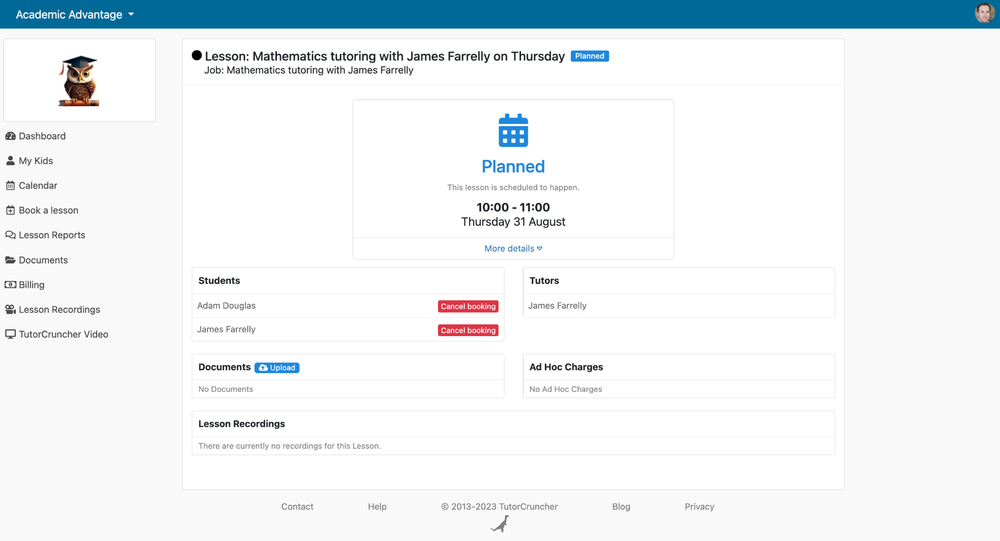 Academic Advantage
Dashboard
My Kids
Calendar
Book a lesson
Lesson Reports
Documents
Billing
Lesson Recordings
TutorCruncher Video
Lesson: Mathematics tutoring with James Farrelly on Thursday Planned
Job: Mathematics tutoring with James Farrelly
Planned
This lesson is scheduled to happen.
10:00 - 11:00
Thursday 31 August
More details
Students
Adam Douglas Cancel booking
James Farrelly Cancel booking
Tutors
James Farrelly
Documents Upload
No Documents
Ad Hoc Charges
No Ad Hoc Charges
Lesson Recordings
There are currently no recordings for this Lesson.
Contact Help © 2013-2023 TutorCruncher Blog Privacy